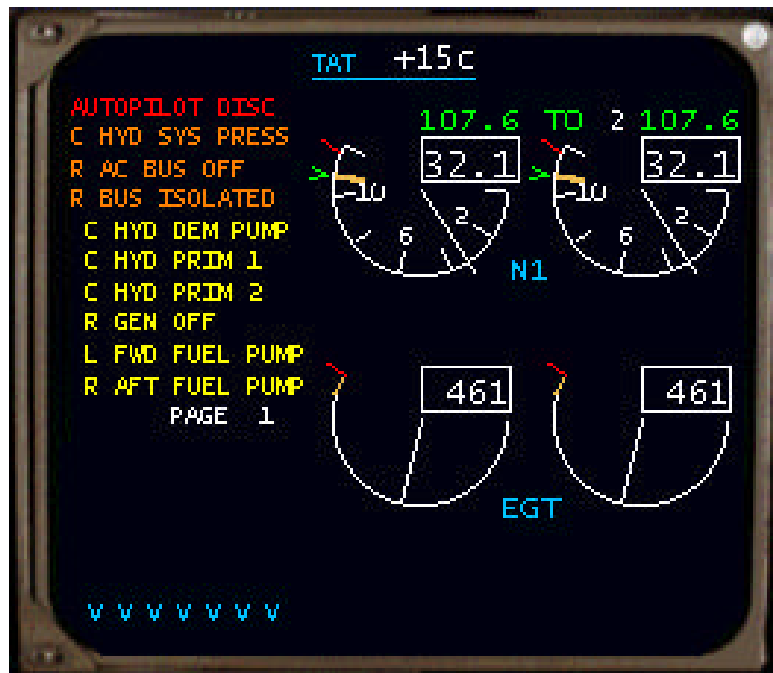 TAT +15c
AUTOPILOT DISC
C HYD SYS PRESS
R AC BUS OFF
R BUS ISOLATED
C HYD DEM PUMP
C HYD PRIM 1
C HYD PRIM 2
R GEN OFF
L FWD FUEL PUMP
R AFT FUEL PUMP
PAGE 1
107.6 TO 2 107.6
32.1 32.1
10 2 10 2
6 6
N1
461 461
EGT
V V V V V V V